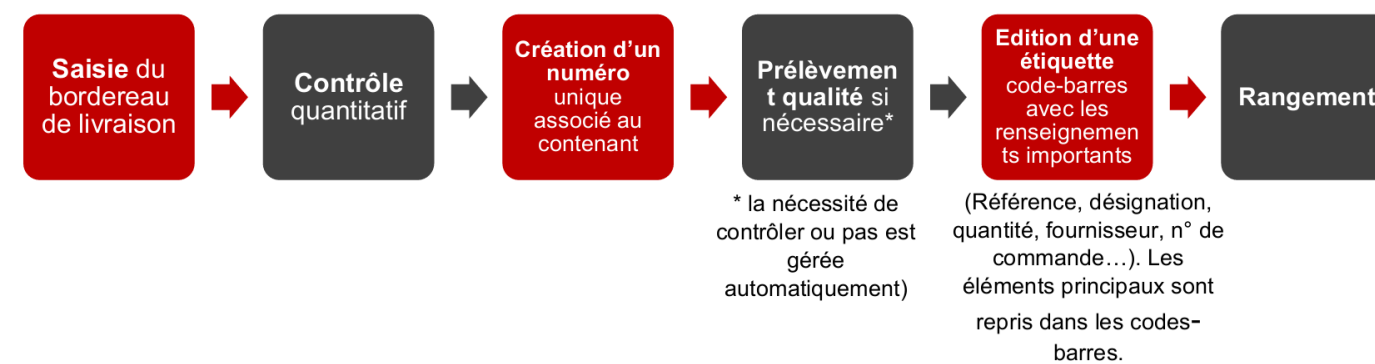 Saisie du
bordereau
de livraison
Contrôle
quantitatif
Création d'un
numéro
unique
associé au
contenant
Prélèvemen
t qualité si
nécessaire*
Edition d'une
étiquette
code-barres
avec les
renseignemen
ts importants
Rangement
* la nécessité de
contrôler ou pas est
gérée
automatiquement)
(Référence, désignation,
quantité, fournisseur, n° de
commande…). Les
éléments principaux sont
repris dans les codes-
barres.